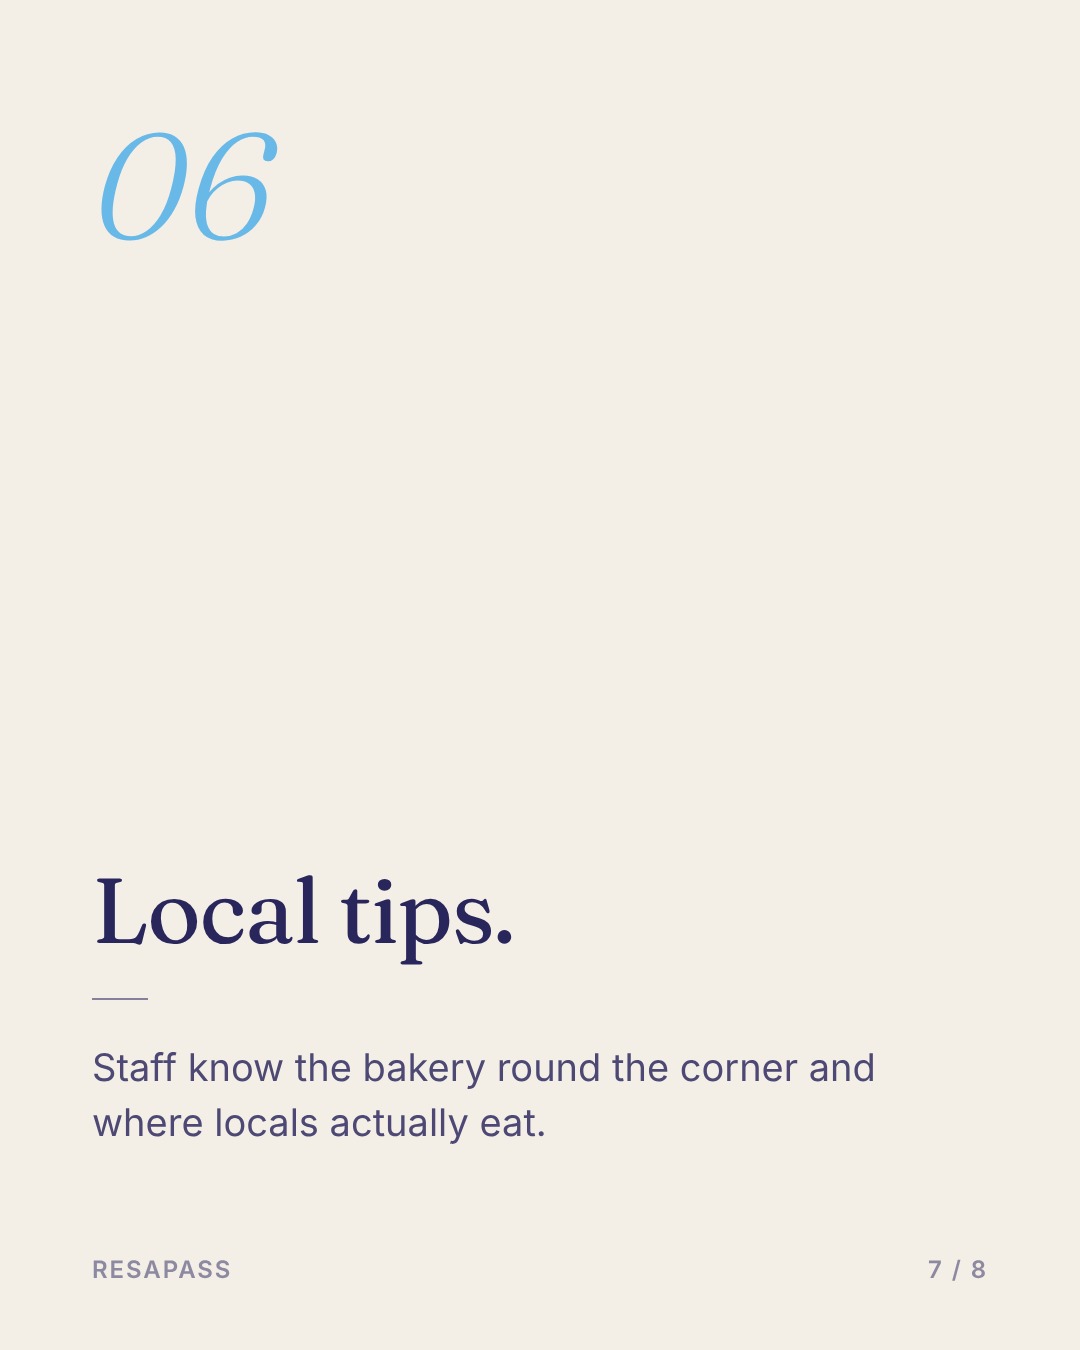 06
Local tips.
Staff know the bakery round the corner and
where locals actually eat.
RESAPASS
7 / 8